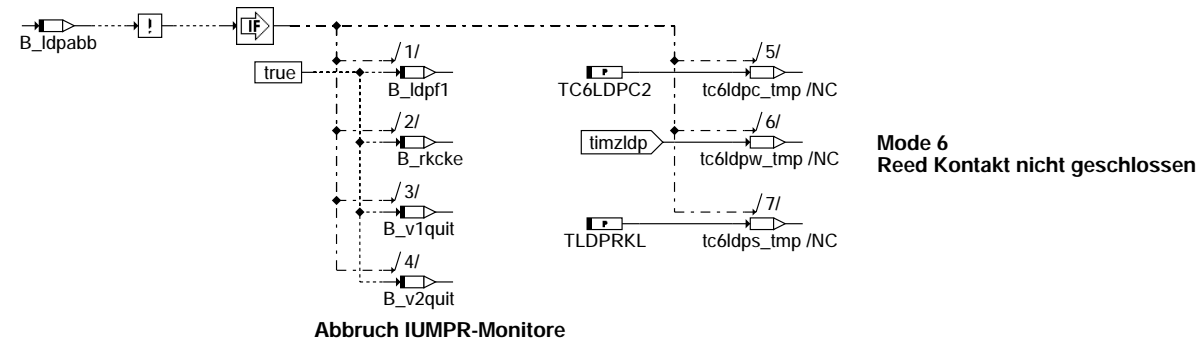 B_ldpabb
!
IF
true
1/
B_ldpf1
2/
B_rkcke
3/
B_v1quit
4/
B_v2quit
Abbruch IUMPR-Monitore
5/
P
TC6LDPC2
tc6ldpc_tmp /NC
6/
timzldp
tc6ldpw_tmp /NC
7/
P
TLDPRKL
tc6ldps_tmp /NC
Mode 6
Reed Kontakt nicht geschlossen